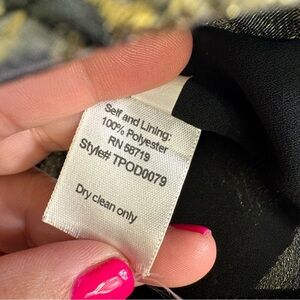 Self and Lining:
100% Polyester
RN 58719
Style# TPOD0079
Dry clean only